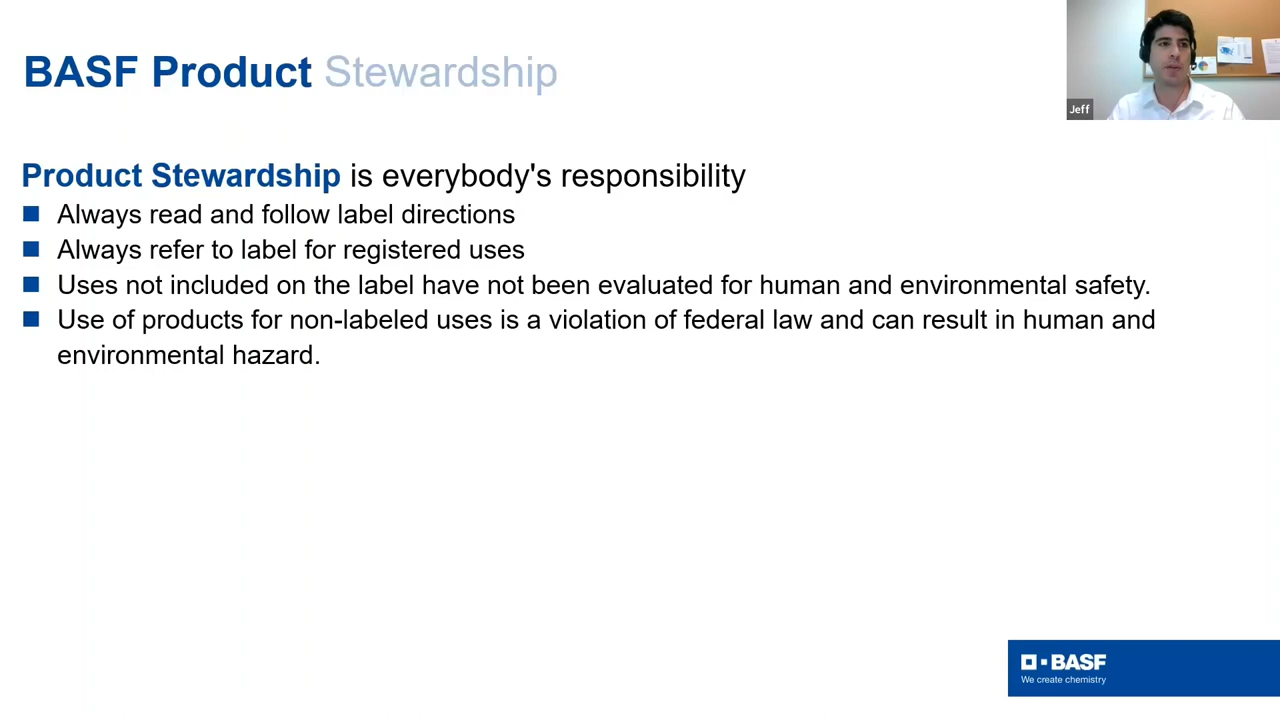 BASF Product Stewardship
Jeff
Product Stewardship is everybody's responsibility
Always read and follow label directions
Always refer to label for registered uses
Uses not included on the label have not been evaluated for human and environmental safety.
Use of products for non-labeled uses is a violation of federal law and can result in human and
environmental hazard.
BASF
We create chemistry